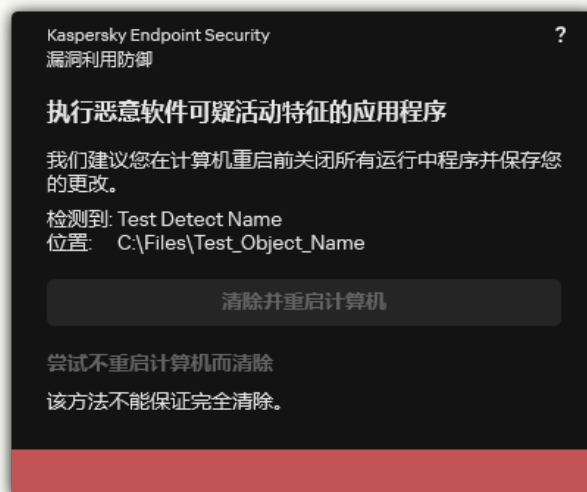 Kaspersky Endpoint Security
?
漏洞利用防御
执行恶意软件可疑活动特征的应用程序
我们建议您在计算机重启前关闭所有运行中程序并保存您
的更改。
检测到: Test Detect Name
位置: C:\Files\Test_Object_Name
清除并重启计算机
尝试不重启计算机而清除
该方法不能保证完全清除。